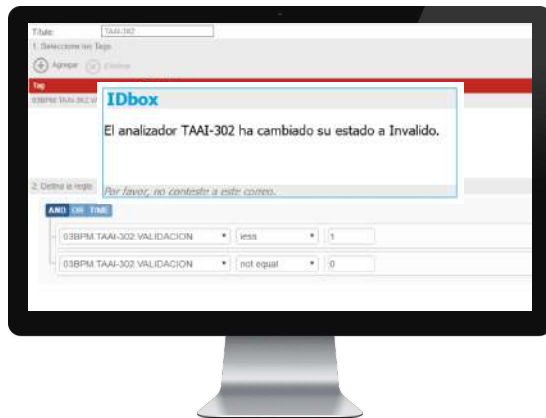 Título: TAAI-302
1. Seleccione los Tags
Agregar Eliminar
Tag
IDbox
El analizador TAAI-302 ha cambiado su estado a Invalido.
Por favor, no conteste a este correo.
2. Defina la regla
AND OR TIME
03BPM.TAAI-302.VALIDACION less 1
03BPM.TAAI-302.VALIDACION not equal 0